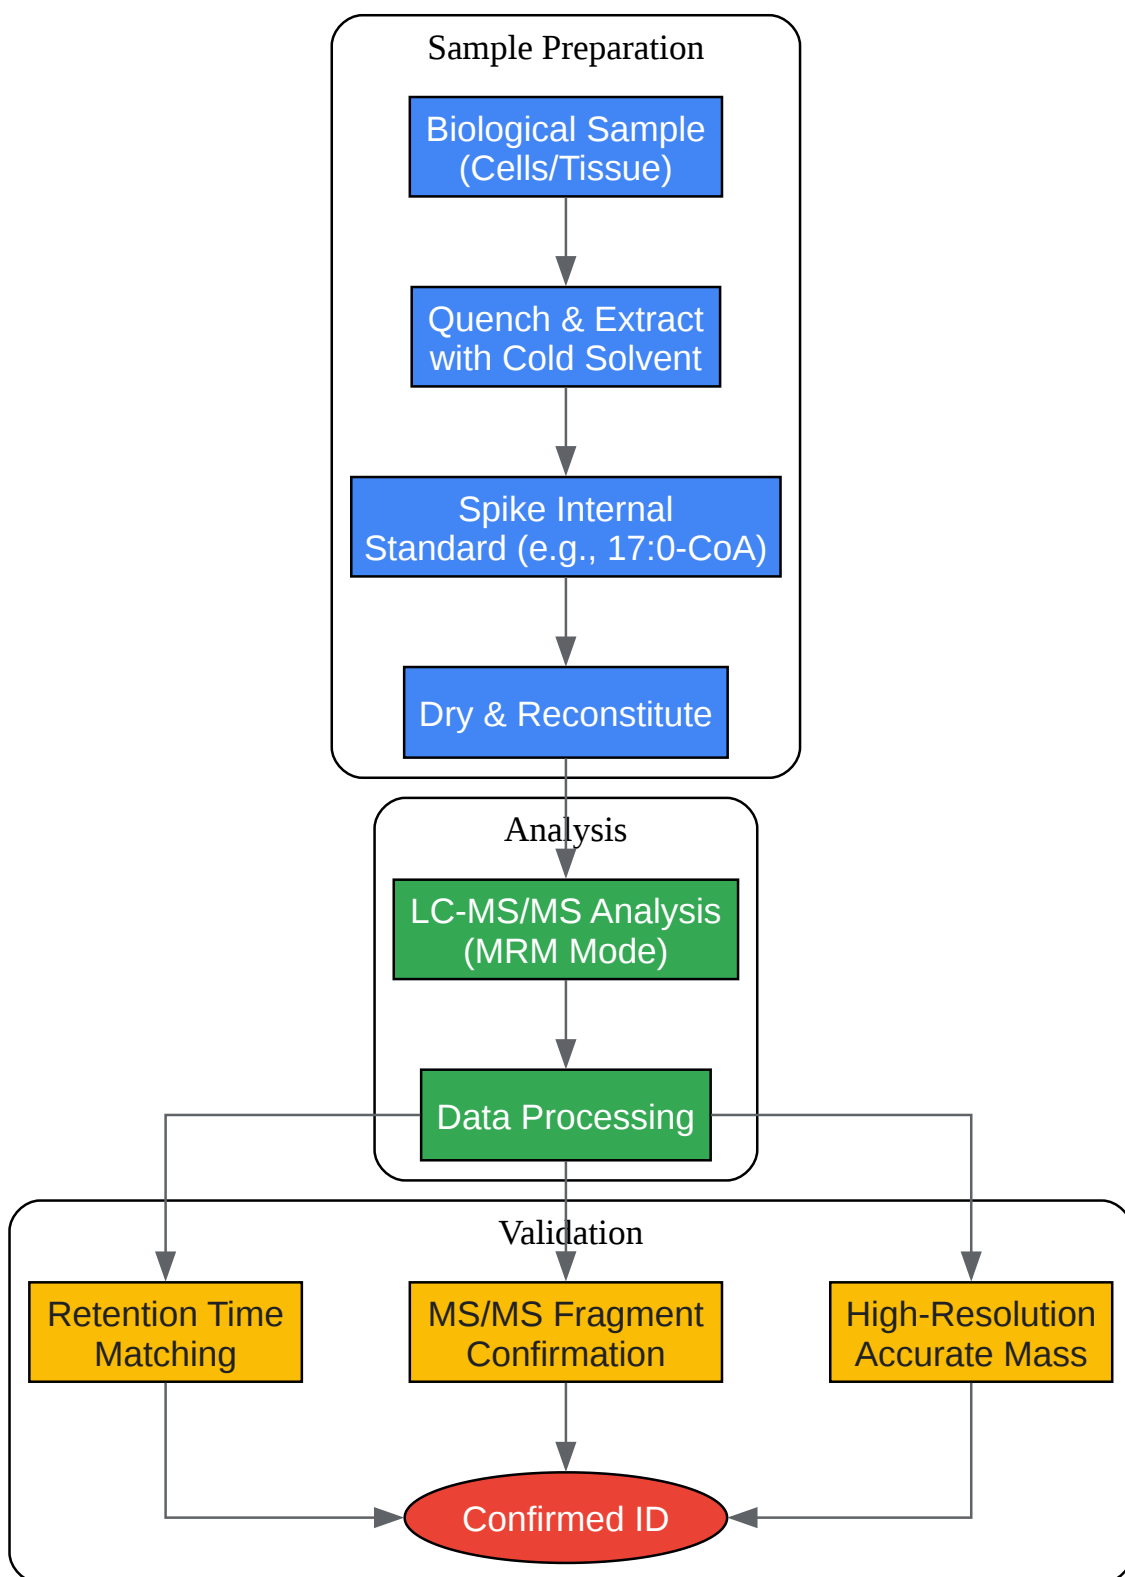 Sample Preparation
Biological Sample
(Cells/Tissue)
Quench & Extract
with Cold Solvent
Spike Internal
Standard (e.g., 17:0-CoA)
Dry & Reconstitute
Analysis
LC-MS/MS Analysis
(MRM Mode)
Data Processing
Validation
Retention Time
Matching
MS/MS Fragment
Confirmation
High-Resolution
Accurate Mass
Confirmed ID